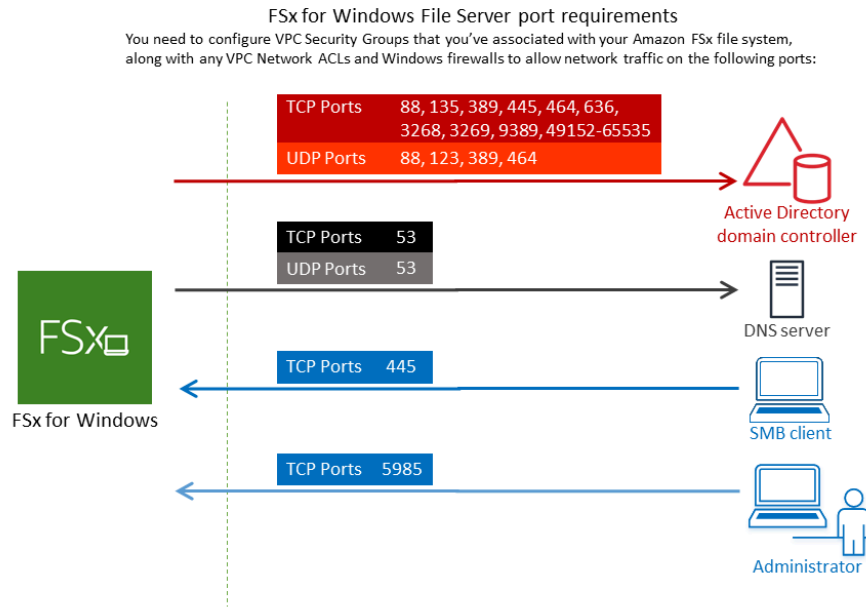 FSx for Windows File Server port requirements
You need to configure VPC Security Groups that you've associated with your Amazon FSx file system,
along with any VPC Network ACLs and Windows firewalls to allow network traffic on the following ports:
TCP Ports 88, 135, 389, 445, 464, 636,
3268, 3269, 9389, 49152-65535
UDP Ports 88, 123, 389, 464
Active Directory
domain controller
TCP Ports 53
UDP Ports 53
DNS server
FSx
FSx for Windows
TCP Ports 445
SMB client
TCP Ports 5985
Administrator